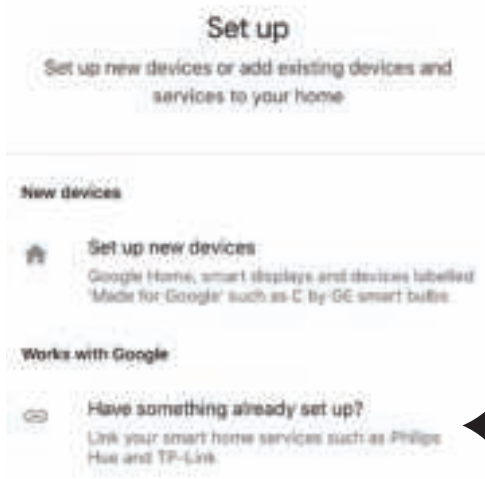 Set up
Set up new devices or add existing devices and
services to your home
New devices
Set up new devices
Google Home, smart displays and devices labelled
'Made for Google' such as C by GE smart bulbs
Works with Google
Have something already set up?
Link your smart home services such as Philips
Hue and TP-Link